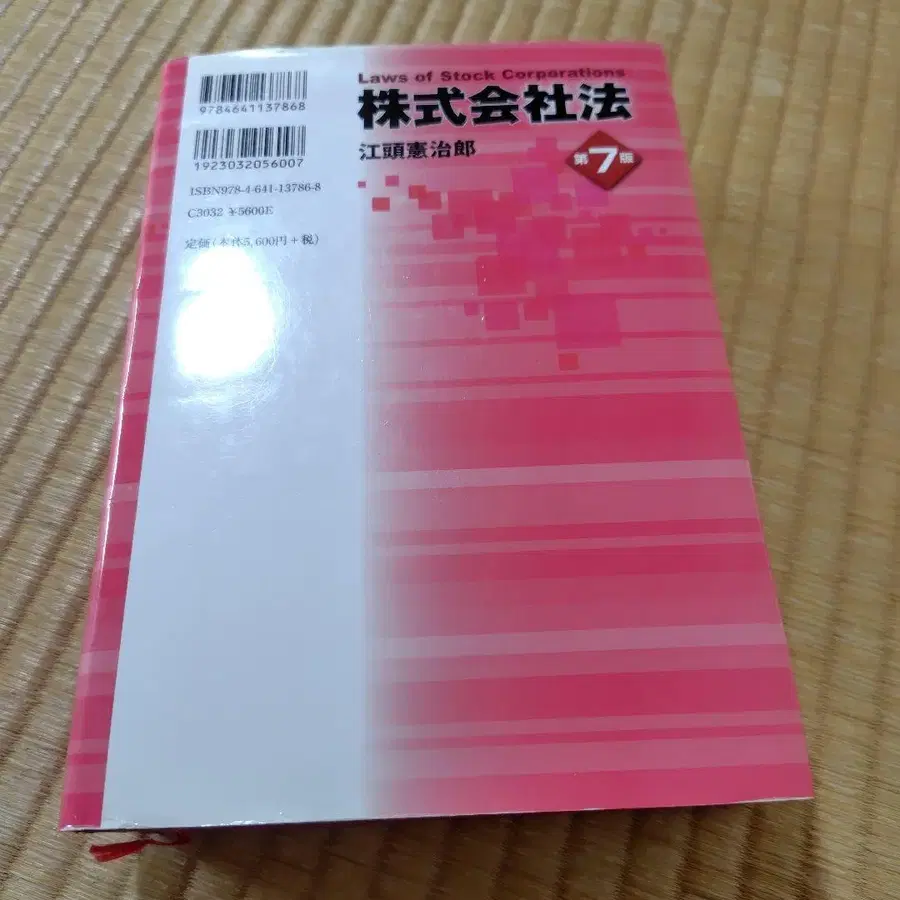 9784641137868
1923032056007
ISBN978-4-641-13786-8
C3032 ¥5600E
定価(本体5,600円+税)
Laws of Stock Corporations
株式会社法
江頭憲治郎
第7版